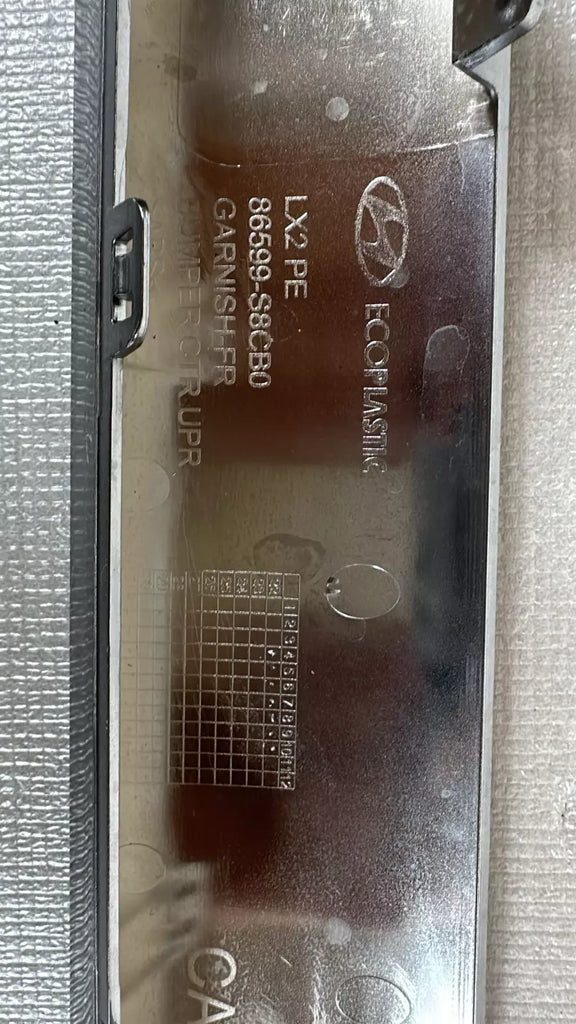 ECOPLASTIC
LX2 PE
86599-S8CB0
GARNISH-FR
BUMPER CTR UPR
1 2 3 4 5 6 7 8 9 10 11 12
CA